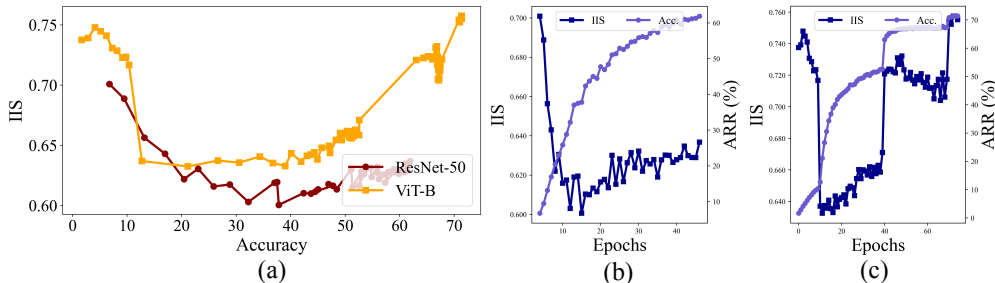 IIS
0.75
0.70
0.65
0.60
0 10 20 30 40 50 60 70
Accuracy
ResNet-50
ViT-B
(a)
IIS
0.700
0.680
0.660
0.640
0.620
0.600
IIS Acc.
60
50
40
30
20
10
ARR (%)
10 20 30 40
Epochs
(b)
IIS
0.760
0.740
0.720
0.700
0.680
0.660
0.640
IIS Acc.
70
60
50
40
30
20
10
0
ARR (%)
0 20 40 60
Epochs
(c)